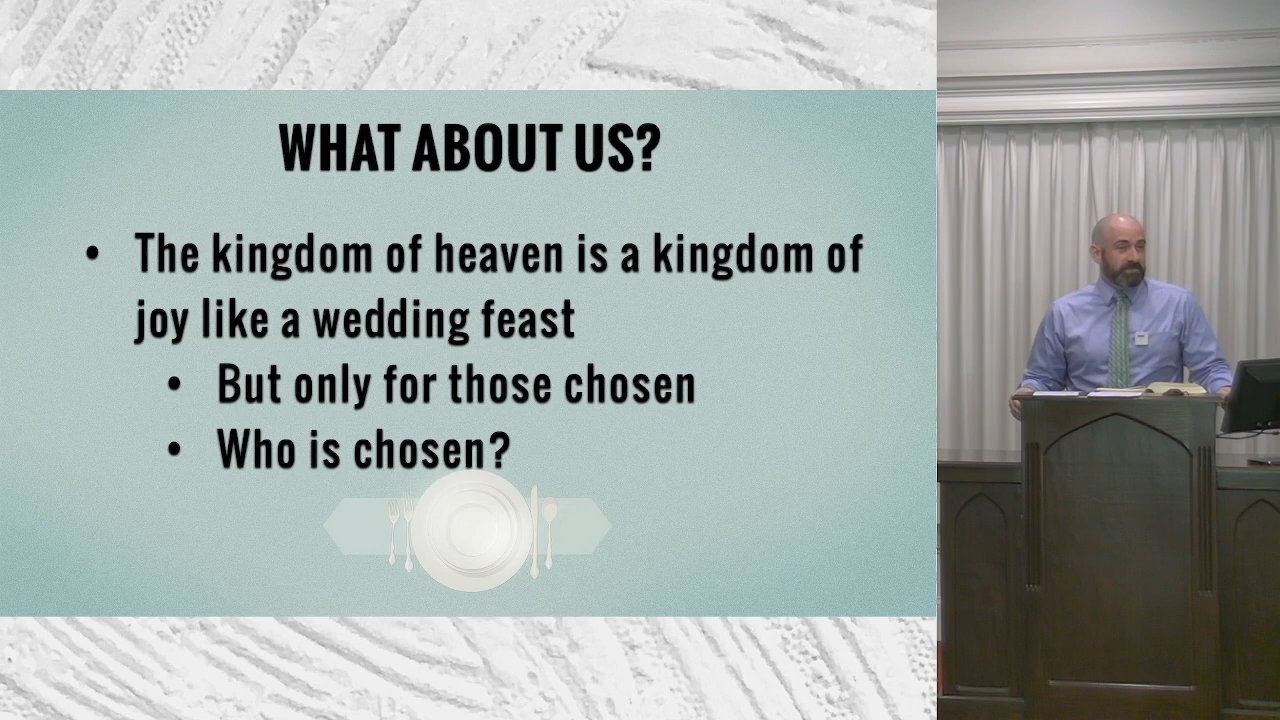 WHAT ABOUT US?
• The kingdom of heaven is a kingdom of
joy like a wedding feast
• But only for those chosen
• Who is chosen?